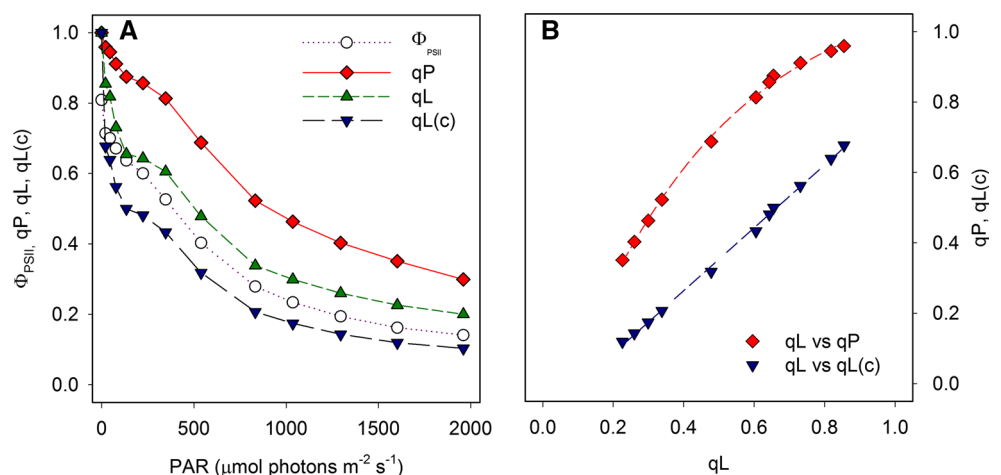 A
B
Φ_PSII
qP
qL
qL(c)
Φ_PSII, qP, qL, qL(c)
1.0
0.8
0.6
0.4
0.2
0.0
0
500
1000
1500
2000
PAR (μmol photons m⁻² s⁻¹)
qL vs qP
qL vs qL(c)
1.0
0.8
0.6
0.4
0.2
0.0
qP, qL(c)
0.0
0.2
0.4
0.6
0.8
1.0
qL